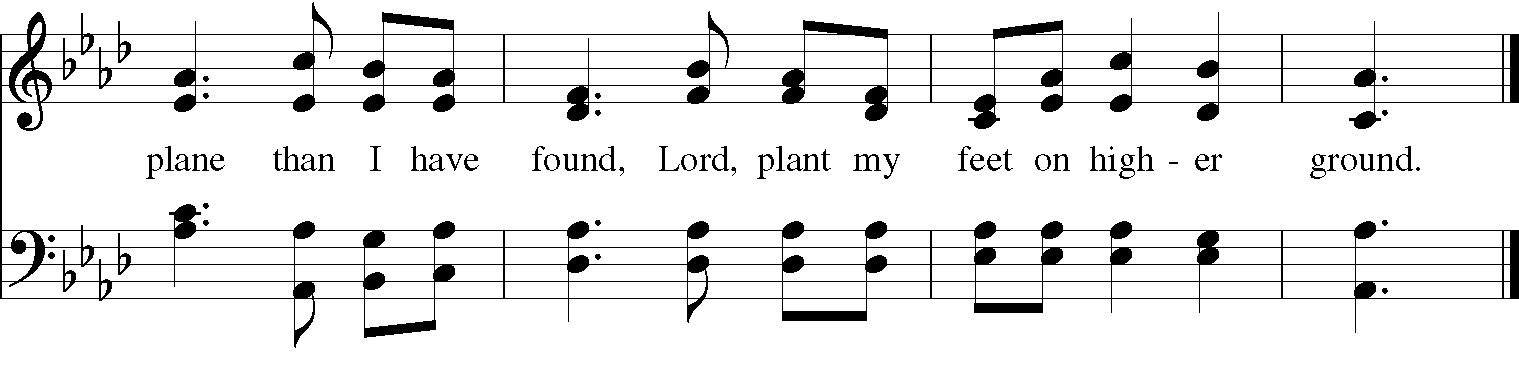 plane than I have found, Lord, plant my feet on high - er ground.